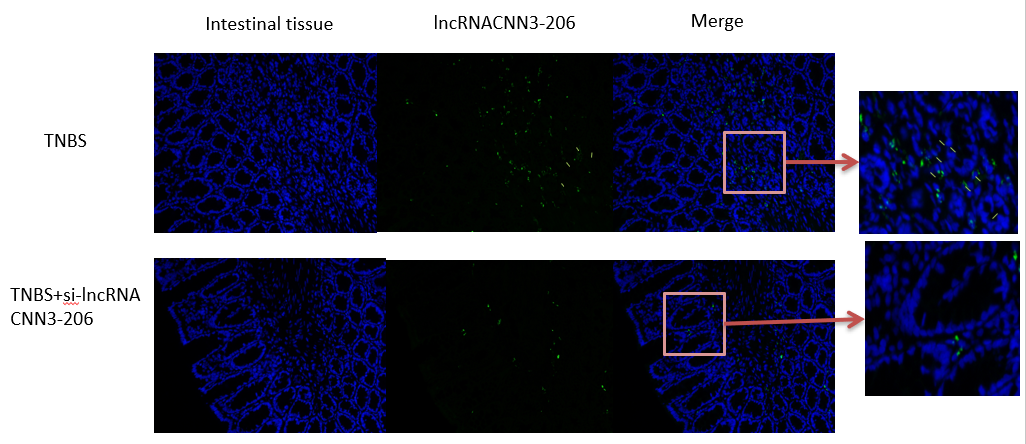 Intestinal tissue
lncRNACNN3-206
Merge
TNBS
TNBS+si-lncRNA
CNN3-206